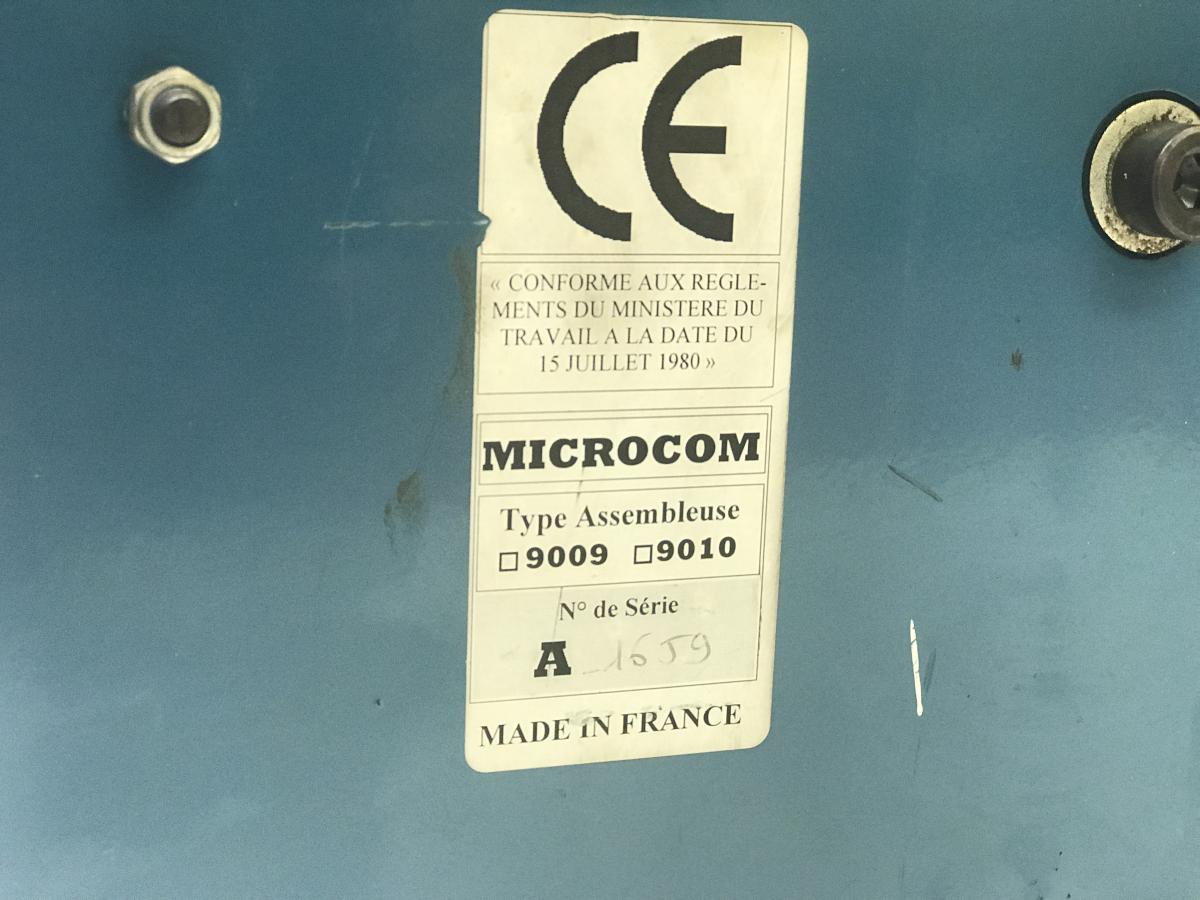 CE
« CONFORME AUX REGLE-
MENTS DU MINISTERE DU
TRAVAIL A LA DATE DU
15 JUILLET 1980 »
MICROCOM
Type Assembleuse
□ 9009 □ 9010
N° de Série
A 1659
MADE IN FRANCE